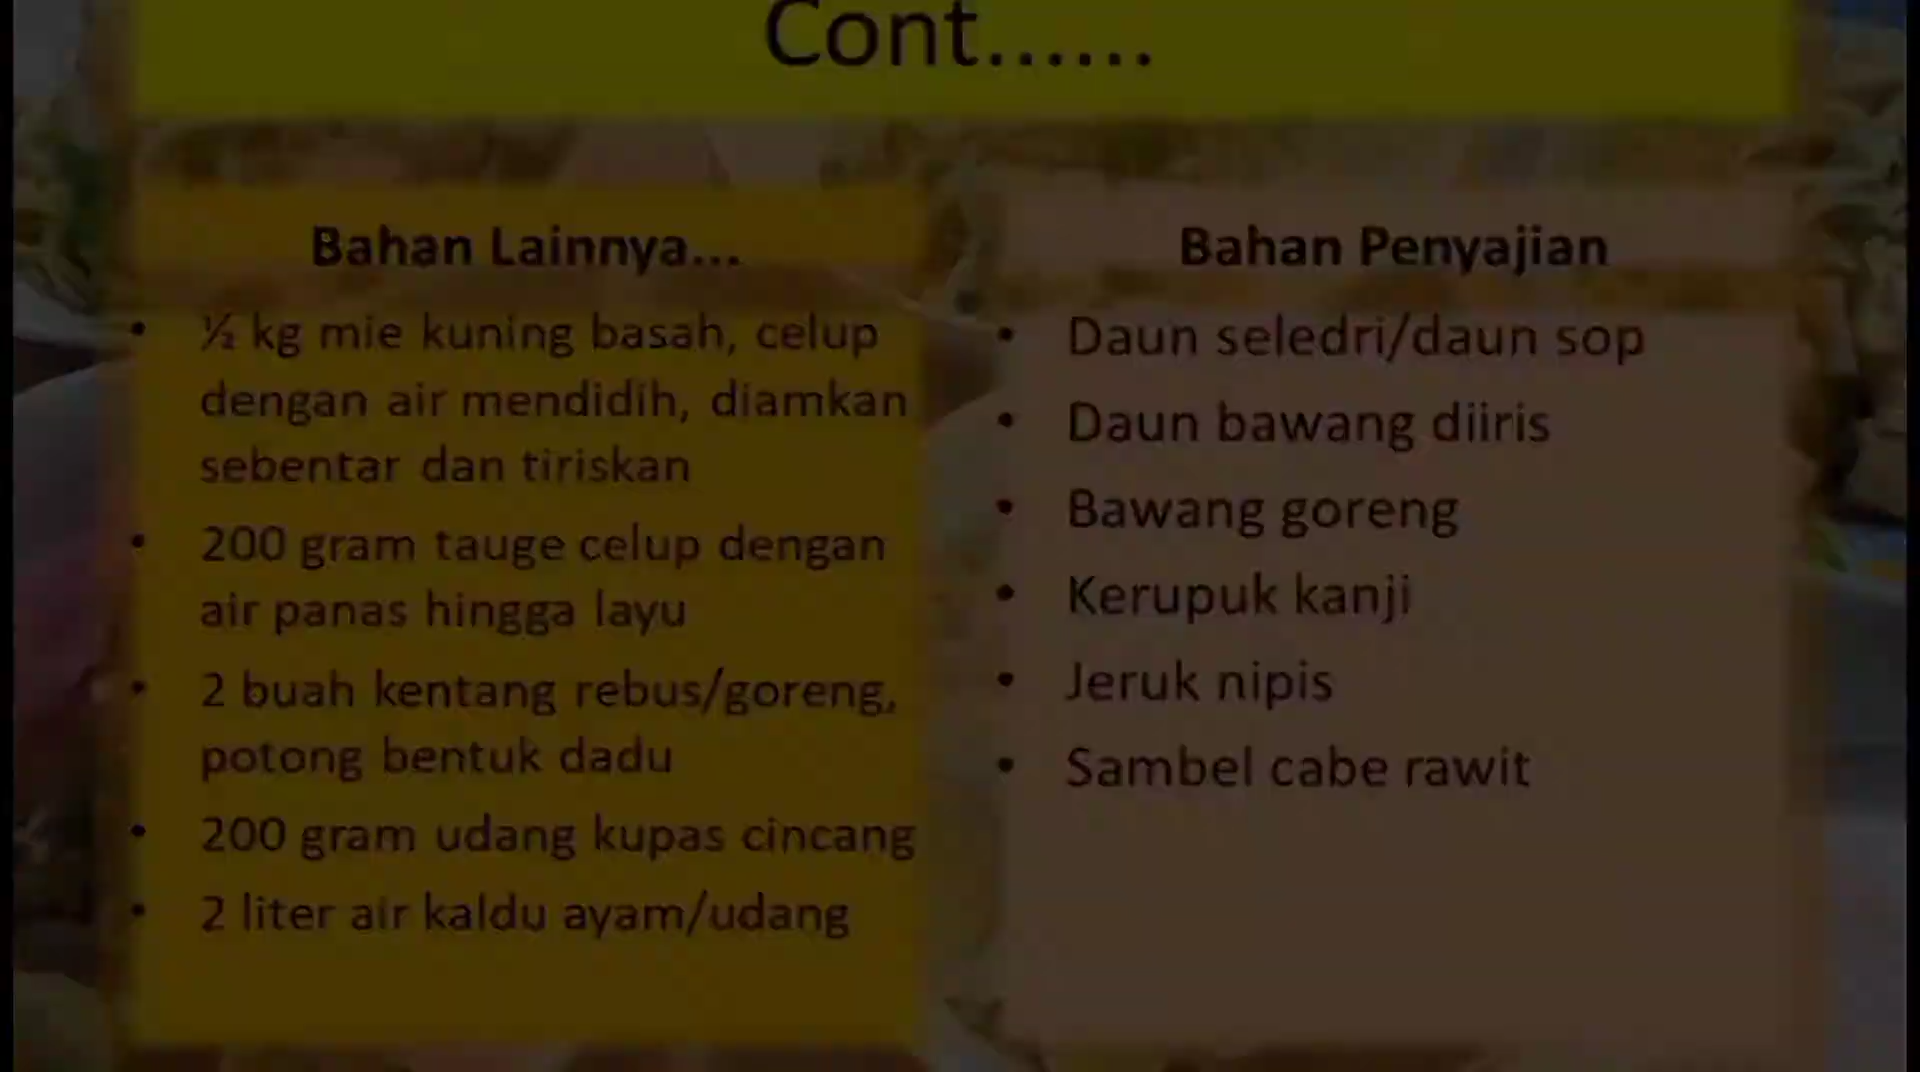 Cont......
Bahan Lainnya...
• ½ kg mie kuning basah, celup
dengan air mendidih, diamkan
sebentar dan tiriskan
• 200 gram tauge celup dengan
air panas hingga layu
• 2 buah kentang rebus/goreng,
potong bentuk dadu
• 200 gram udang kupas cincang
• 2 liter air kaldu ayam/udang
Bahan Penyajian
• Daun seledri/daun sop
• Daun bawang diiris
• Bawang goreng
• Kerupuk kanji
• Jeruk nipis
• Sambel cabe rawit